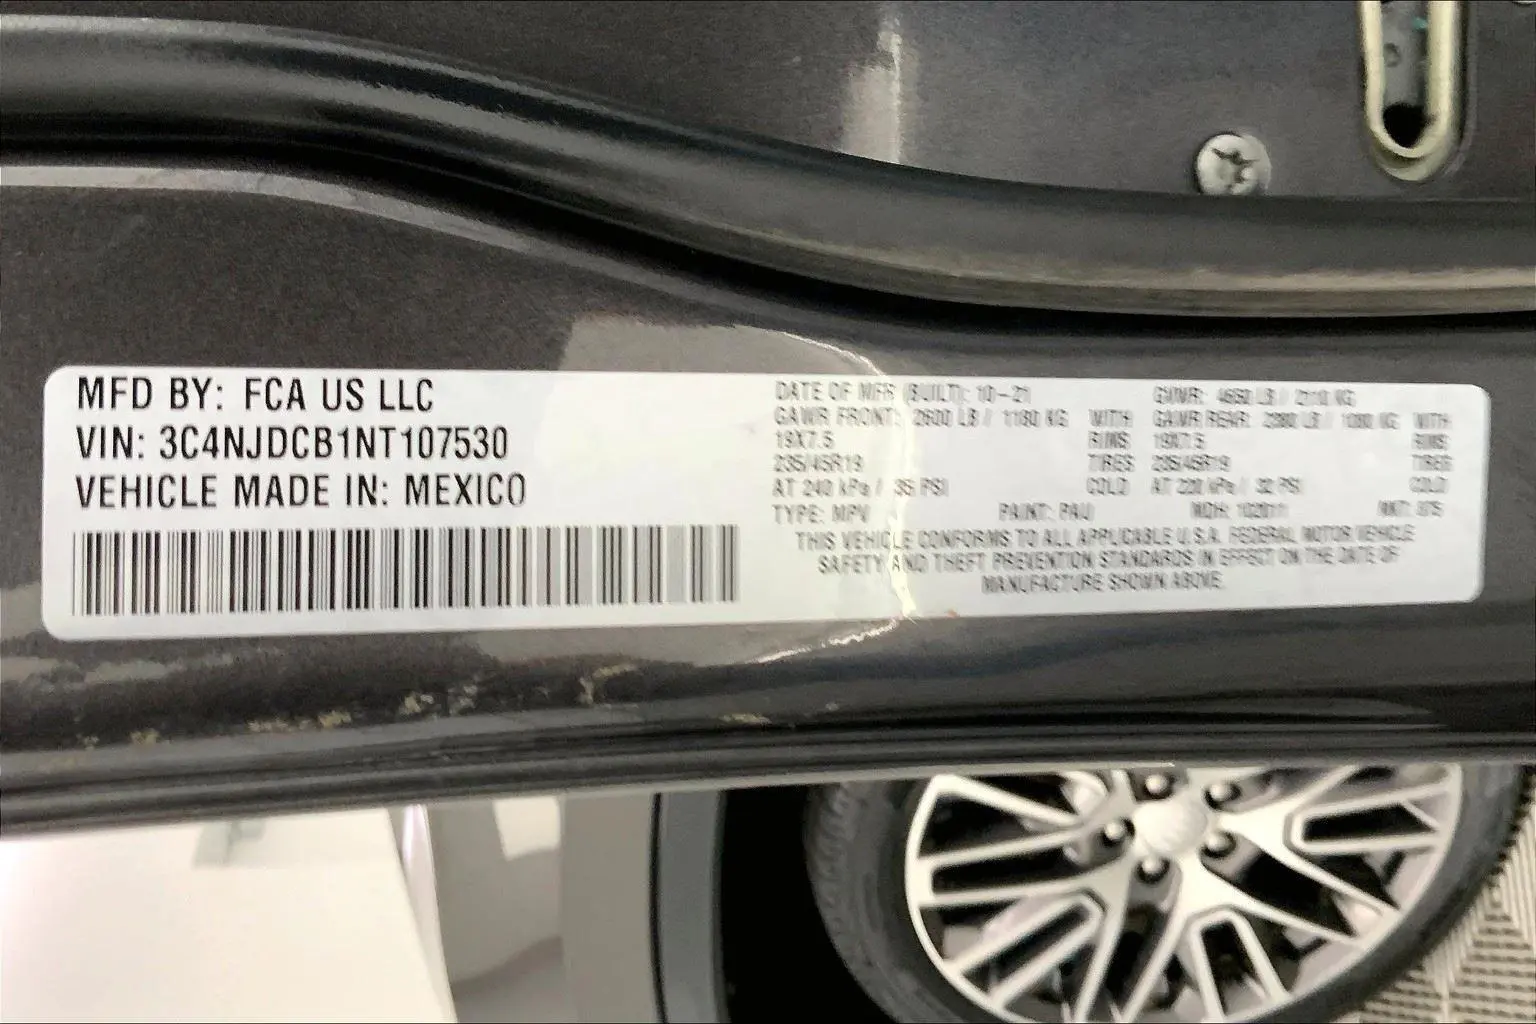 MFD BY: FCA US LLC
VIN: 3C4NJDCB1NT107530
VEHICLE MADE IN: MEXICO
DATE OF MFR (BUILT): 10-21 GVWR: 4650 LB / 2110 KG
GAWR FRONT: 2600 LB / 1180 KG WITH GAWR REAR: LB / KG WITH
19X7.5 RIMS 19X7.5 RIMS
235/45R19 TIRES 235/45R19 TIRES
AT 240 kPa / 35 PSI COLD AT 220 kPa / 32 PSI COLD
TYPE: MPV PAINT: PAU MDH: MKT:
THIS VEHICLE CONFORMS TO ALL APPLICABLE U.S.A. FEDERAL MOTOR VEHICLE
SAFETY AND THEFT PREVENTION STANDARDS IN EFFECT ON THE DATE OF
MANUFACTURE SHOWN ABOVE.